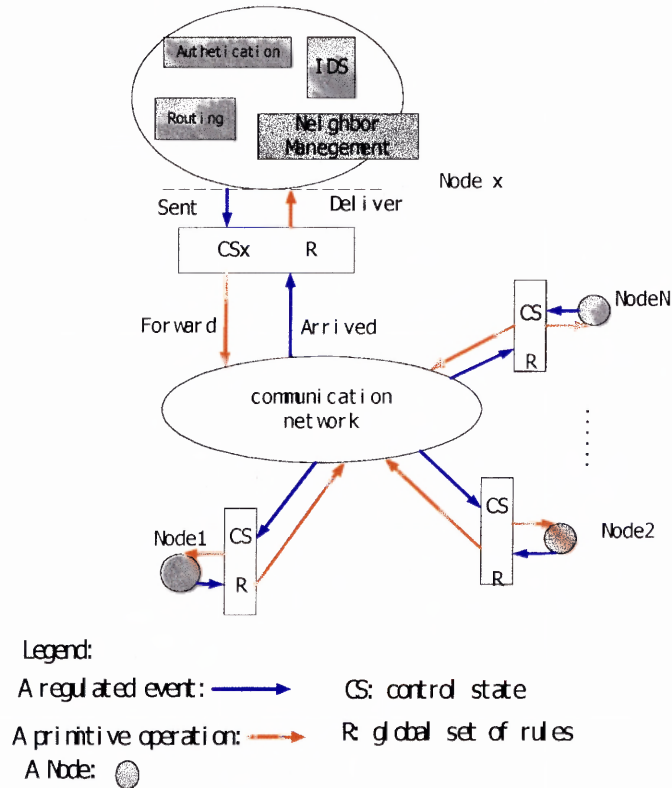 Authetication
IDS
Routing
Neighbor
Manegement
Node x
Sent
Deliver
CSx R
Forward
Arrived
CS
R
NodeN
communication
network
Node1
CS
R
CS
R
Node2
Legend:
A regulated event:
CS: control state
A primitive operation:
R: global set of rules
A Node: